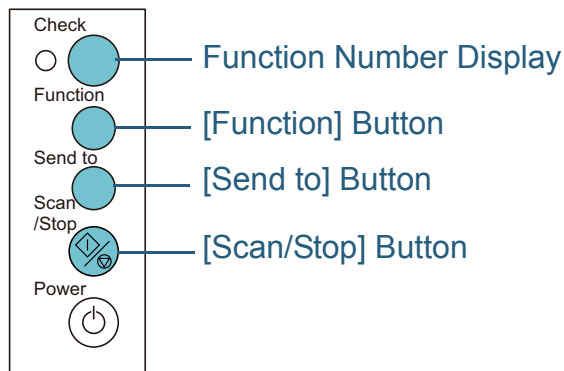 Check
Function Number Display
Function
[Function] Button
Send to
[Send to] Button
Scan
/Stop
[Scan/Stop] Button
Power